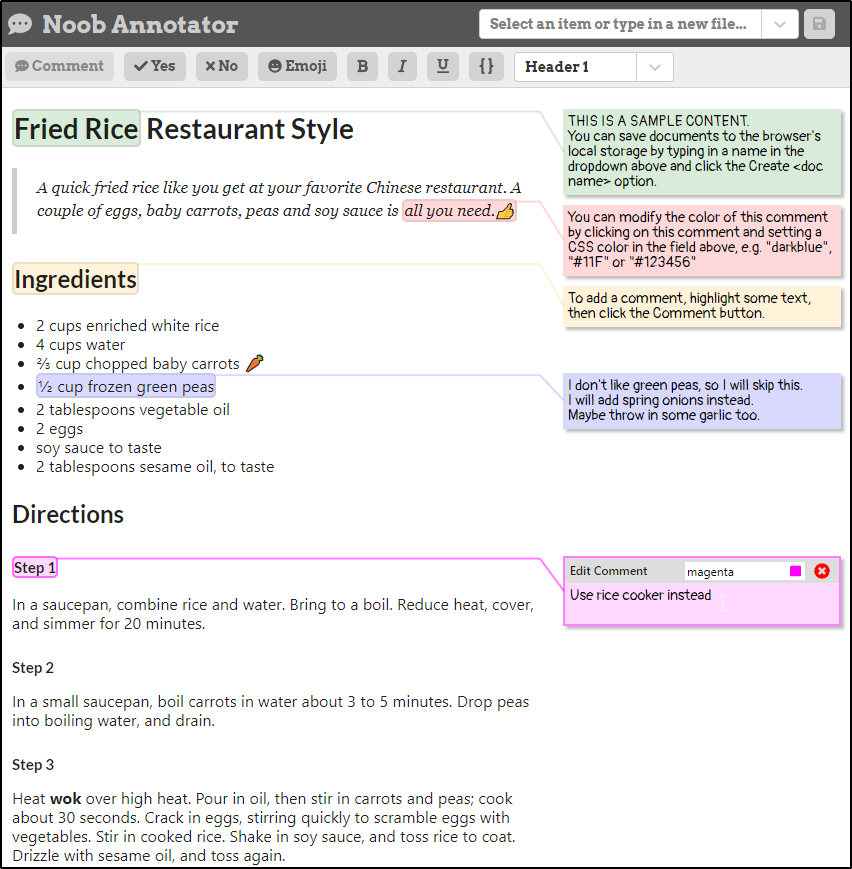 Noob Annotator
Select an item or type in a new file...
Comment
Yes
No
Emoji
B
I
U
{}
Header 1
Fried Rice Restaurant Style
A quick fried rice like you get at your favorite Chinese restaurant. A
couple of eggs, baby carrots, peas and soy sauce is all you need.👍
Ingredients
• 2 cups enriched white rice
• 4 cups water
• ⅔ cup chopped baby carrots 🥕
• ½ cup frozen green peas
• 2 tablespoons vegetable oil
• 2 eggs
• soy sauce to taste
• 2 tablespoons sesame oil, to taste
Directions
Step 1
In a saucepan, combine rice and water. Bring to a boil. Reduce heat, cover,
and simmer for 20 minutes.
Step 2
In a small saucepan, boil carrots in water about 3 to 5 minutes. Drop peas
into boiling water, and drain.
Step 3
Heat wok over high heat. Pour in oil, then stir in carrots and peas; cook
about 30 seconds. Crack in eggs, stirring quickly to scramble eggs with
vegetables. Stir in cooked rice. Shake in soy sauce, and toss rice to coat.
Drizzle with sesame oil, and toss again.
THIS IS A SAMPLE CONTENT.
You can save documents to the browser's
local storage by typing in a name in the
dropdown above and click the Create <doc
name> option.
You can modify the color of this comment
by clicking on this comment and setting a
CSS color in the field above, e.g. "darkblue",
"#11F" or "#123456"
To add a comment, highlight some text,
then click the Comment button.
I don't like green peas, so I will skip this.
I will add spring onions instead.
Maybe throw in some garlic too.
Edit Comment
magenta
Use rice cooker instead